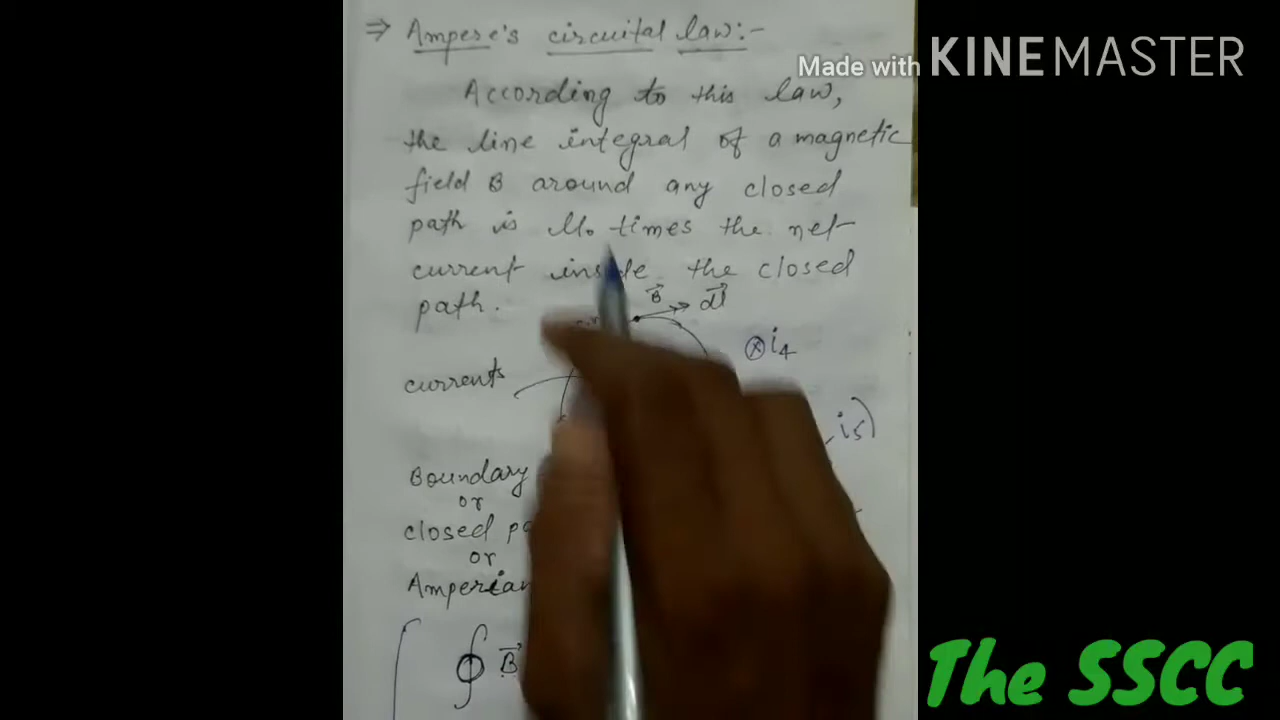 ⇒ Ampere's circuital law:-
Made with KINEMASTER
According to this law,
the line integral of a magnetic
field B around any closed
path is μ₀ times the net
current inside the closed
path.
B⃗ dl⃗
⊗ i₄
currents
i₅)
Boundary
or
closed
or
Amperian
∮ B⃗
The SSCC